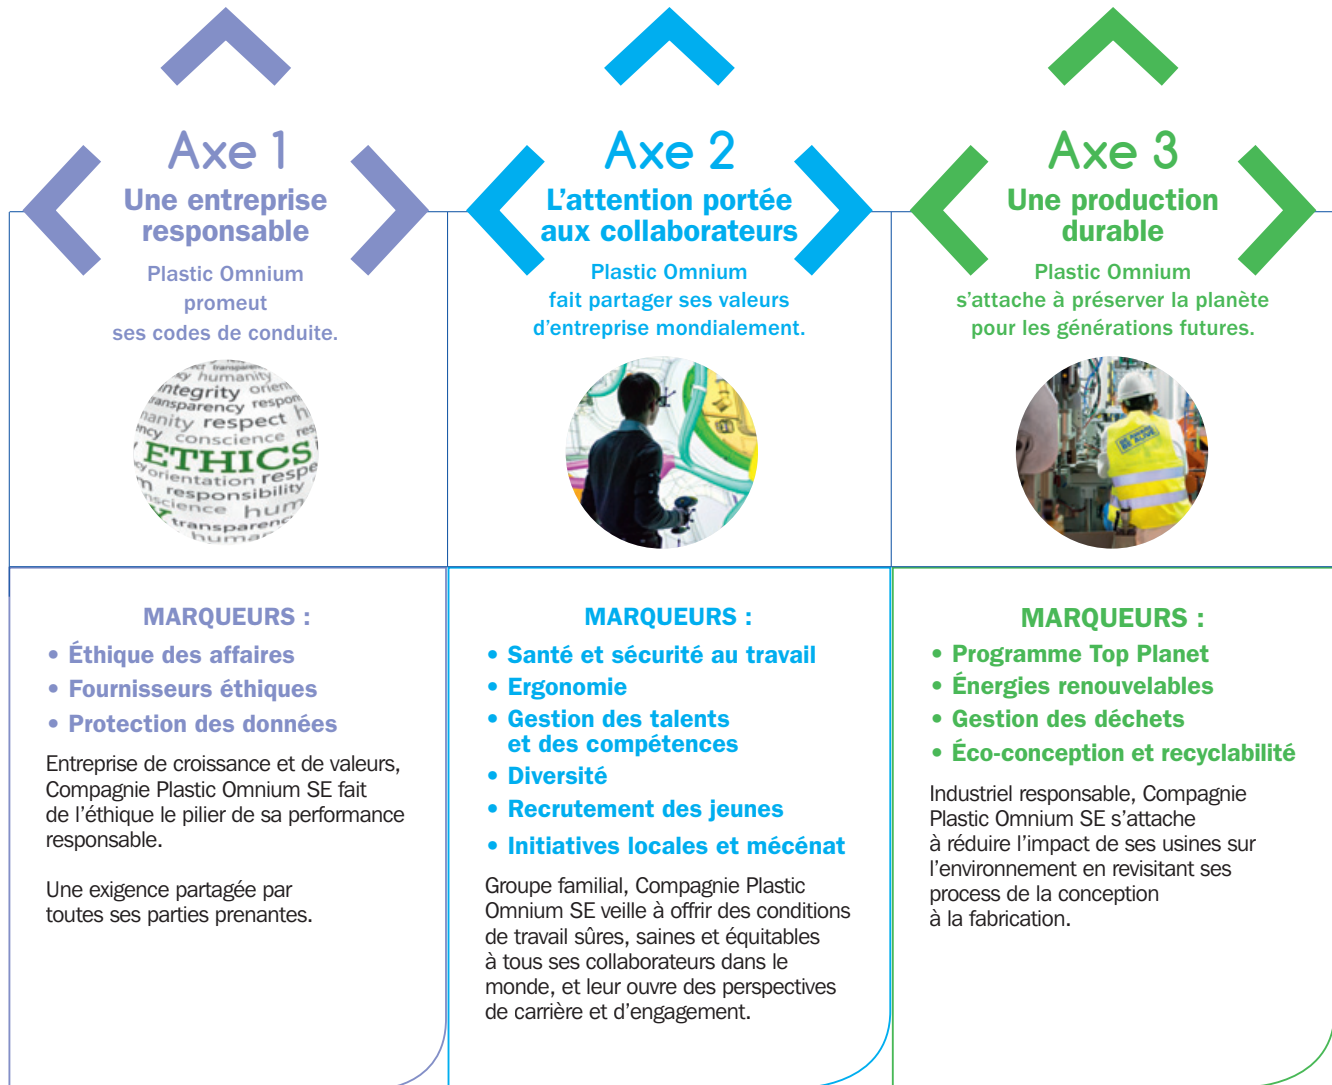 Axe 1
Une entreprise
responsable
Plastic Omnium
promeut
ses codes de conduite.
humanity
integrity
transparency
respect
conscience
ETHICS
orientation
responsibility
MARQUEURS :
• Éthique des affaires
• Fournisseurs éthiques
• Protection des données
Entreprise de croissance et de valeurs,
Compagnie Plastic Omnium SE fait
de l’éthique le pilier de sa performance
responsable.
Une exigence partagée par
toutes ses parties prenantes.
Axe 2
L’attention portée
aux collaborateurs
Plastic Omnium
fait partager ses valeurs
d’entreprise mondialement.
MARQUEURS :
• Santé et sécurité au travail
• Ergonomie
• Gestion des talents
et des compétences
• Diversité
• Recrutement des jeunes
• Initiatives locales et mécénat
Groupe familial, Compagnie Plastic
Omnium SE veille à offrir des conditions
de travail sûres, saines et équitables
à tous ses collaborateurs dans le
monde, et leur ouvre des perspectives
de carrière et d’engagement.
Axe 3
Une production
durable
Plastic Omnium
s’attache à préserver la planète
pour les générations futures.
BE ALIVE
MARQUEURS :
• Programme Top Planet
• Énergies renouvelables
• Gestion des déchets
• Éco-conception et recyclabilité
Industriel responsable, Compagnie
Plastic Omnium SE s’attache
à réduire l’impact de ses usines sur
l’environnement en revisitant ses
process de la conception
à la fabrication.